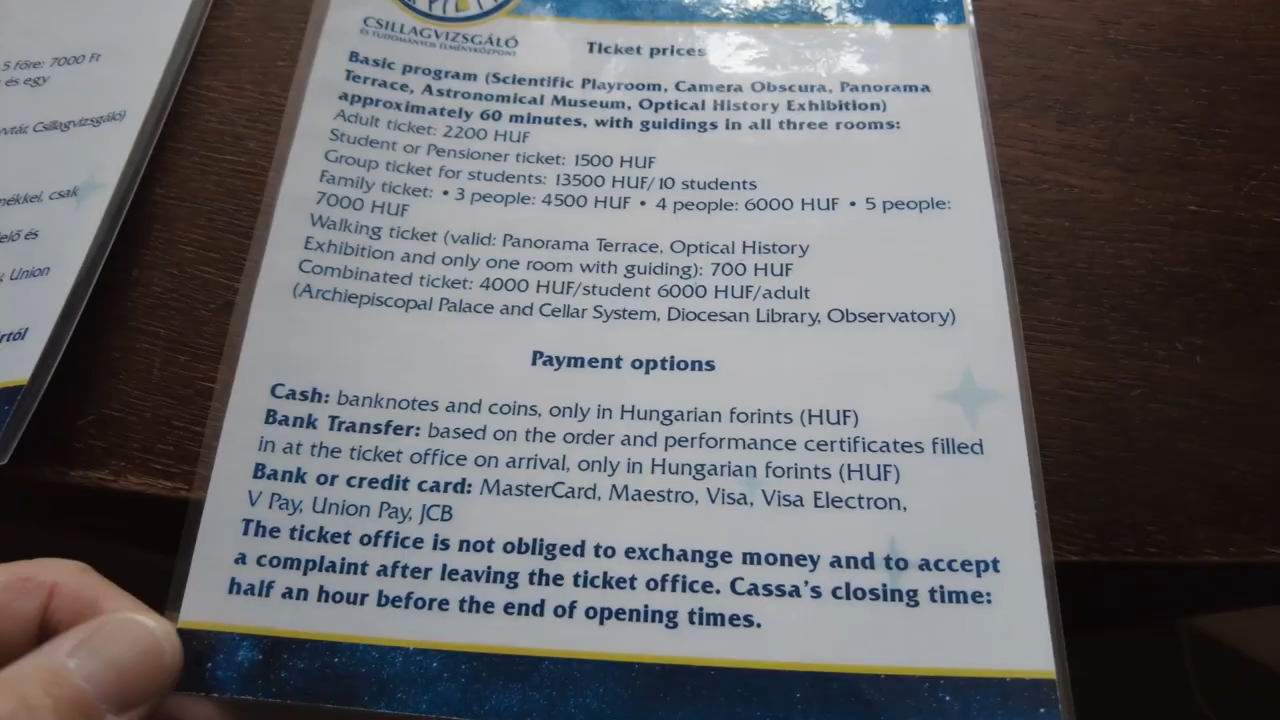 5 főre: 7000 Ft
és egy
Csillagvizsgáló)
csak
és
Union
CSILLAGVIZSGÁLÓ
ÉS TUDOMÁNYOS ÉLMÉNYKÖZPONT
Ticket prices
Basic program (Scientific Playroom, Camera Obscura, Panorama
Terrace, Astronomical Museum, Optical History Exhibition)
approximately 60 minutes, with guidings in all three rooms:
Adult ticket: 2200 HUF
Student or Pensioner ticket: 1500 HUF
Group ticket for students: 13500 HUF/10 students
Family ticket: • 3 people: 4500 HUF • 4 people: 6000 HUF • 5 people:
7000 HUF
Walking ticket (valid: Panorama Terrace, Optical History
Exhibition and only one room with guiding): 700 HUF
Combinated ticket: 4000 HUF/student 6000 HUF/adult
(Archiepiscopal Palace and Cellar System, Diocesan Library, Observatory)
Payment options
Cash: banknotes and coins, only in Hungarian forints (HUF)
Bank Transfer: based on the order and performance certificates filled
in at the ticket office on arrival, only in Hungarian forints (HUF)
Bank or credit card: MasterCard, Maestro, Visa, Visa Electron,
V Pay, Union Pay, JCB
The ticket office is not obliged to exchange money and to accept
a complaint after leaving the ticket office. Cassa's closing time:
half an hour before the end of opening times.